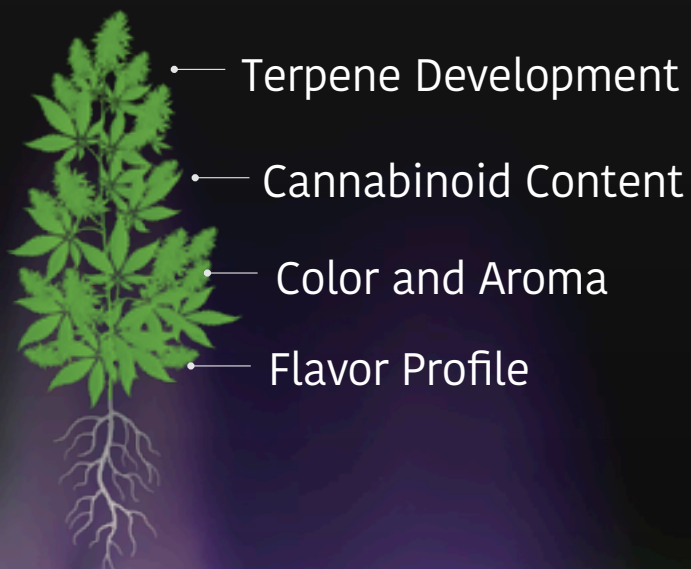 Terpene Development
Cannabinoid Content
Color and Aroma
Flavor Profile